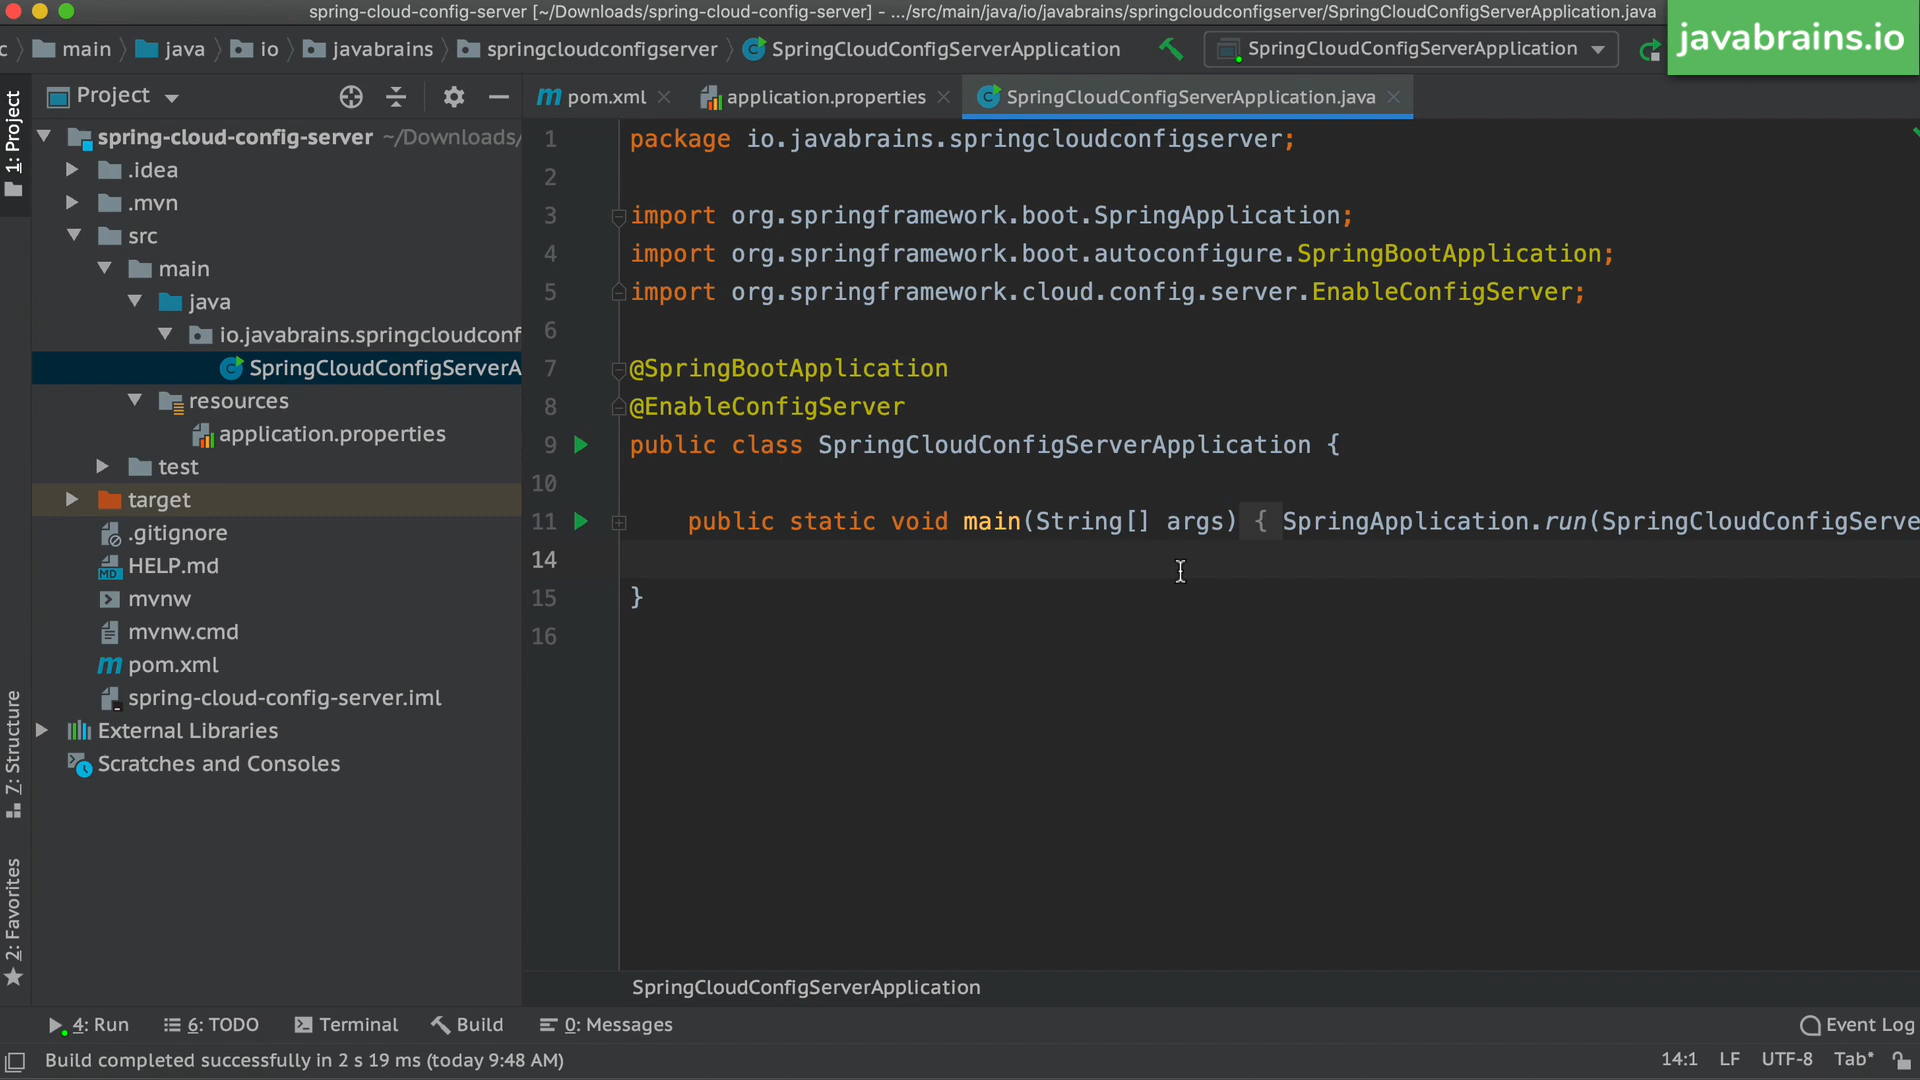 spring-cloud-config-server [~/Downloads/spring-cloud-config-server] - .../src/main/java/io/javabrains/springcloudconfigserver/SpringCloudConfigServerApplication.java
javabrains.io
c main java io javabrains springcloudconfigserver SpringCloudConfigServerApplication SpringCloudConfigServerApplication
1: Project
Project
pom.xml application.properties SpringCloudConfigServerApplication.java
spring-cloud-config-server ~/Downloads/
.idea
.mvn
src
main
java
io.javabrains.springcloudconf
SpringCloudConfigServerA
resources
application.properties
test
target
.gitignore
HELP.md
mvnw
mvnw.cmd
pom.xml
spring-cloud-config-server.iml
External Libraries
Scratches and Consoles
7: Structure
2: Favorites
1 package io.javabrains.springcloudconfigserver;
2
3 import org.springframework.boot.SpringApplication;
4 import org.springframework.boot.autoconfigure.SpringBootApplication;
5 import org.springframework.cloud.config.server.EnableConfigServer;
6
7 @SpringBootApplication
8 @EnableConfigServer
9 public class SpringCloudConfigServerApplication {
10
11 public static void main(String[] args) { SpringApplication.run(SpringCloudConfigServe
14
15 }
16
SpringCloudConfigServerApplication
4: Run 6: TODO Terminal Build 0: Messages Event Log
Build completed successfully in 2 s 19 ms (today 9:48 AM) 14:1 LF UTF-8 Tab*